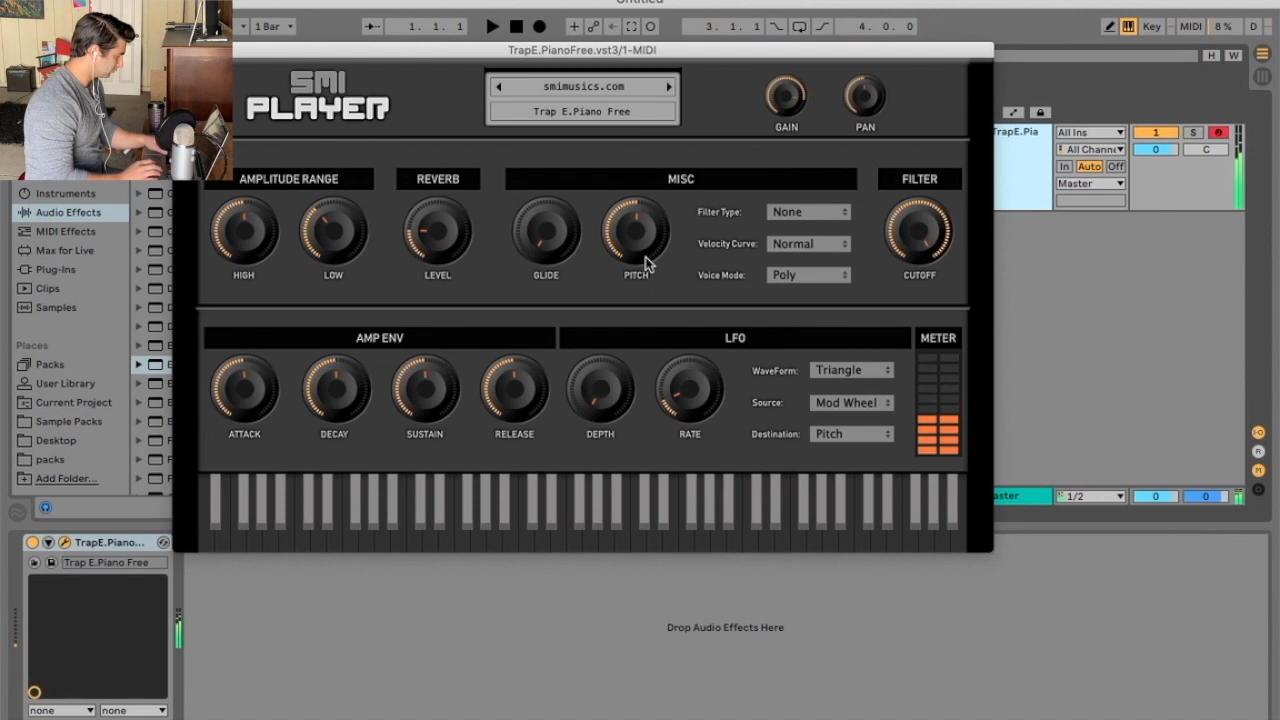 Untitled
1 Bar
1. 1. 1
3. 1. 1
4. 0. 0
Key
MIDI
8 %
D
TrapE.PianoFree.vst3/1-MIDI
H
W
SMI
PLAYER
smimusics.com
Trap E.Piano Free
GAIN
PAN
TrapE.Pia
All Ins
1
S
All Channe
0
C
In
Auto
Off
Master
AMPLITUDE RANGE
REVERB
MISC
FILTER
Instruments
Audio Effects
MIDI Effects
Max for Live
Plug-Ins
Clips
Samples
Filter Type:
None
Velocity Curve:
Normal
Voice Mode:
Poly
HIGH
LOW
LEVEL
GLIDE
PITCH
CUTOFF
AMP ENV
LFO
METER
Places
Packs
User Library
Current Project
Sample Packs
Desktop
packs
Add Folder...
WaveForm:
Triangle
Source:
Mod Wheel
Destination:
Pitch
ATTACK
DECAY
SUSTAIN
RELEASE
DEPTH
RATE
aster
1/2
0
0
R
M
TrapE.Piano...
Trap E.Piano Free
Drop Audio Effects Here
none
none